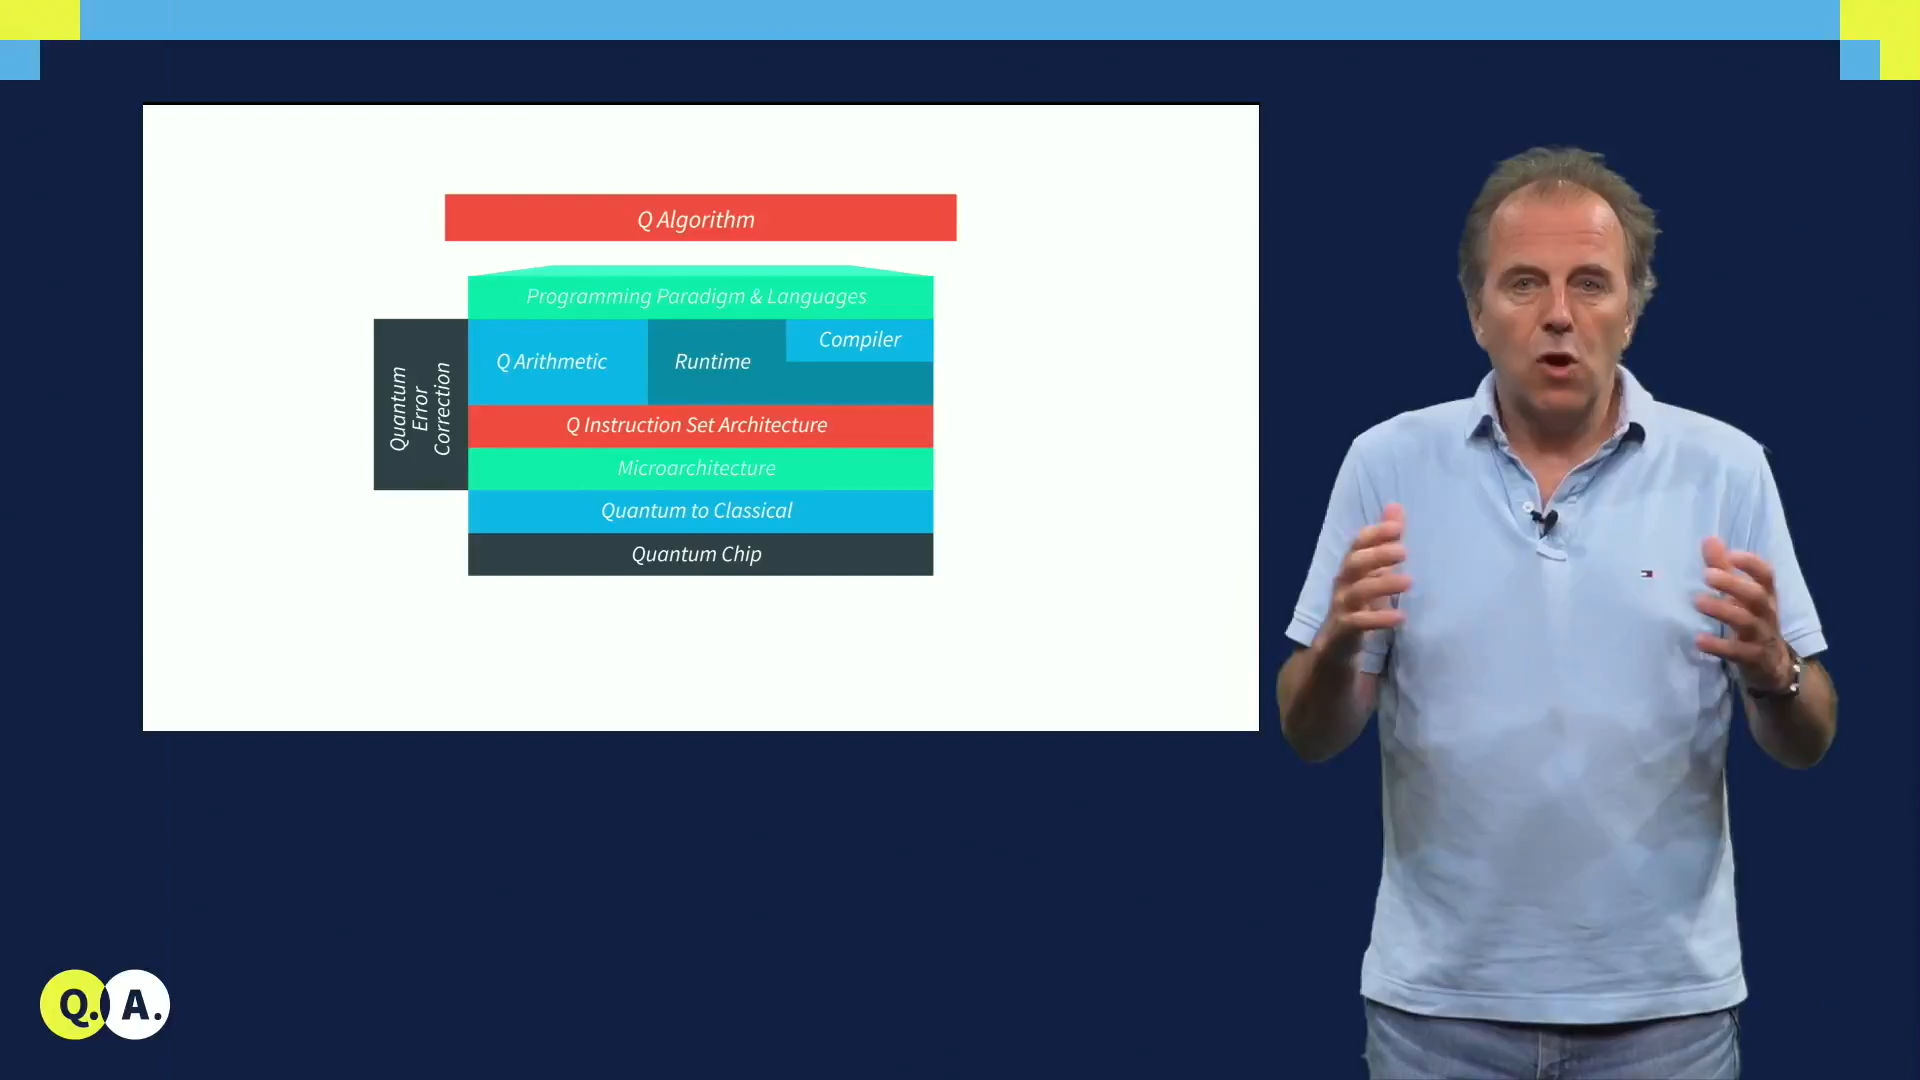 Q Algorithm
Programming Paradigm & Languages
Quantum
Error
Correction
Q Arithmetic
Runtime
Compiler
Q Instruction Set Architecture
Microarchitecture
Quantum to Classical
Quantum Chip
Q. A.